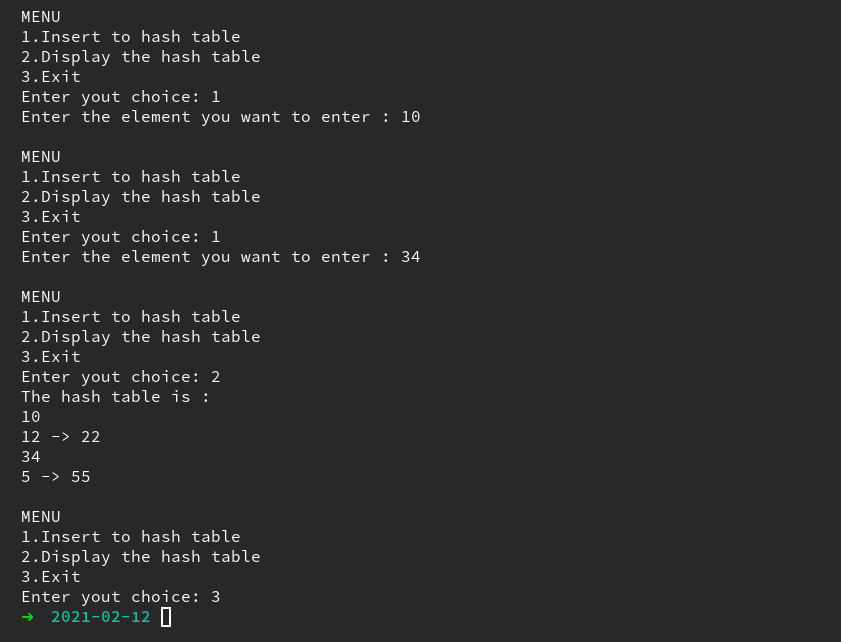 MENU
1.Insert to hash table
2.Display the hash table
3.Exit
Enter yout choice: 1
Enter the element you want to enter : 10
MENU
1.Insert to hash table
2.Display the hash table
3.Exit
Enter yout choice: 1
Enter the element you want to enter : 34
MENU
1.Insert to hash table
2.Display the hash table
3.Exit
Enter yout choice: 2
The hash table is :
10
12 -> 22
34
5 -> 55
MENU
1.Insert to hash table
2.Display the hash table
3.Exit
Enter yout choice: 3
➜ 2021-02-12